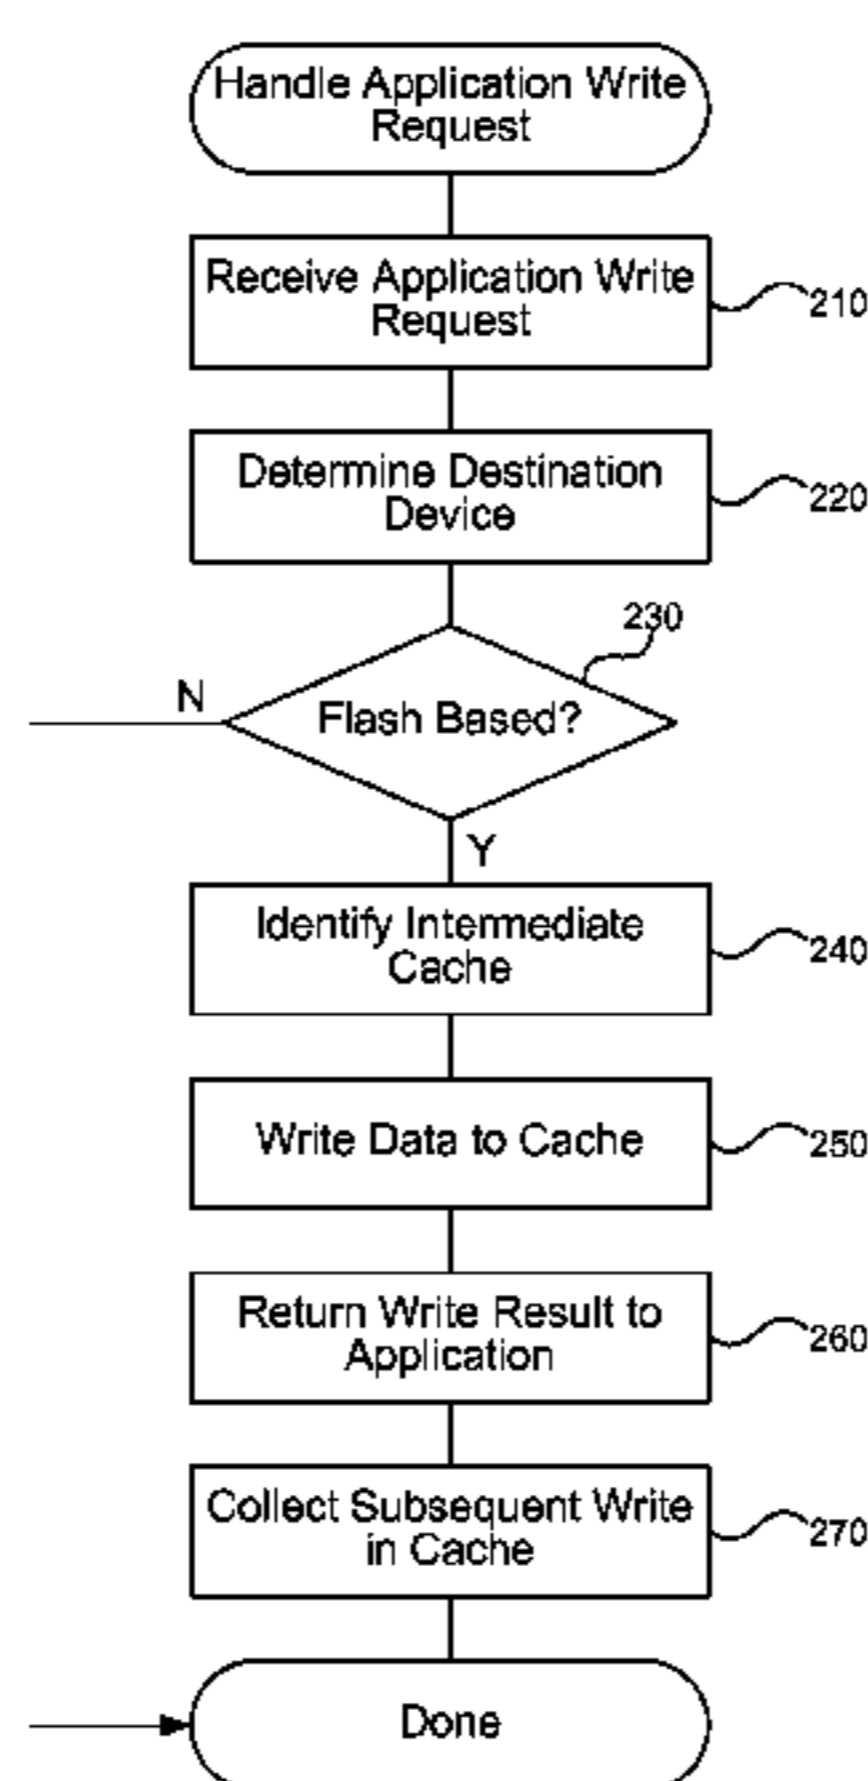 Handle Application Write
Request
Receive Application Write
Request
210
Determine Destination
Device
220
230
N
Flash Based?
Y
Identify Intermediate
Cache
240
Write Data to Cache
250
Return Write Result to
Application
260
Collect Subsequent Write
in Cache
270
Done